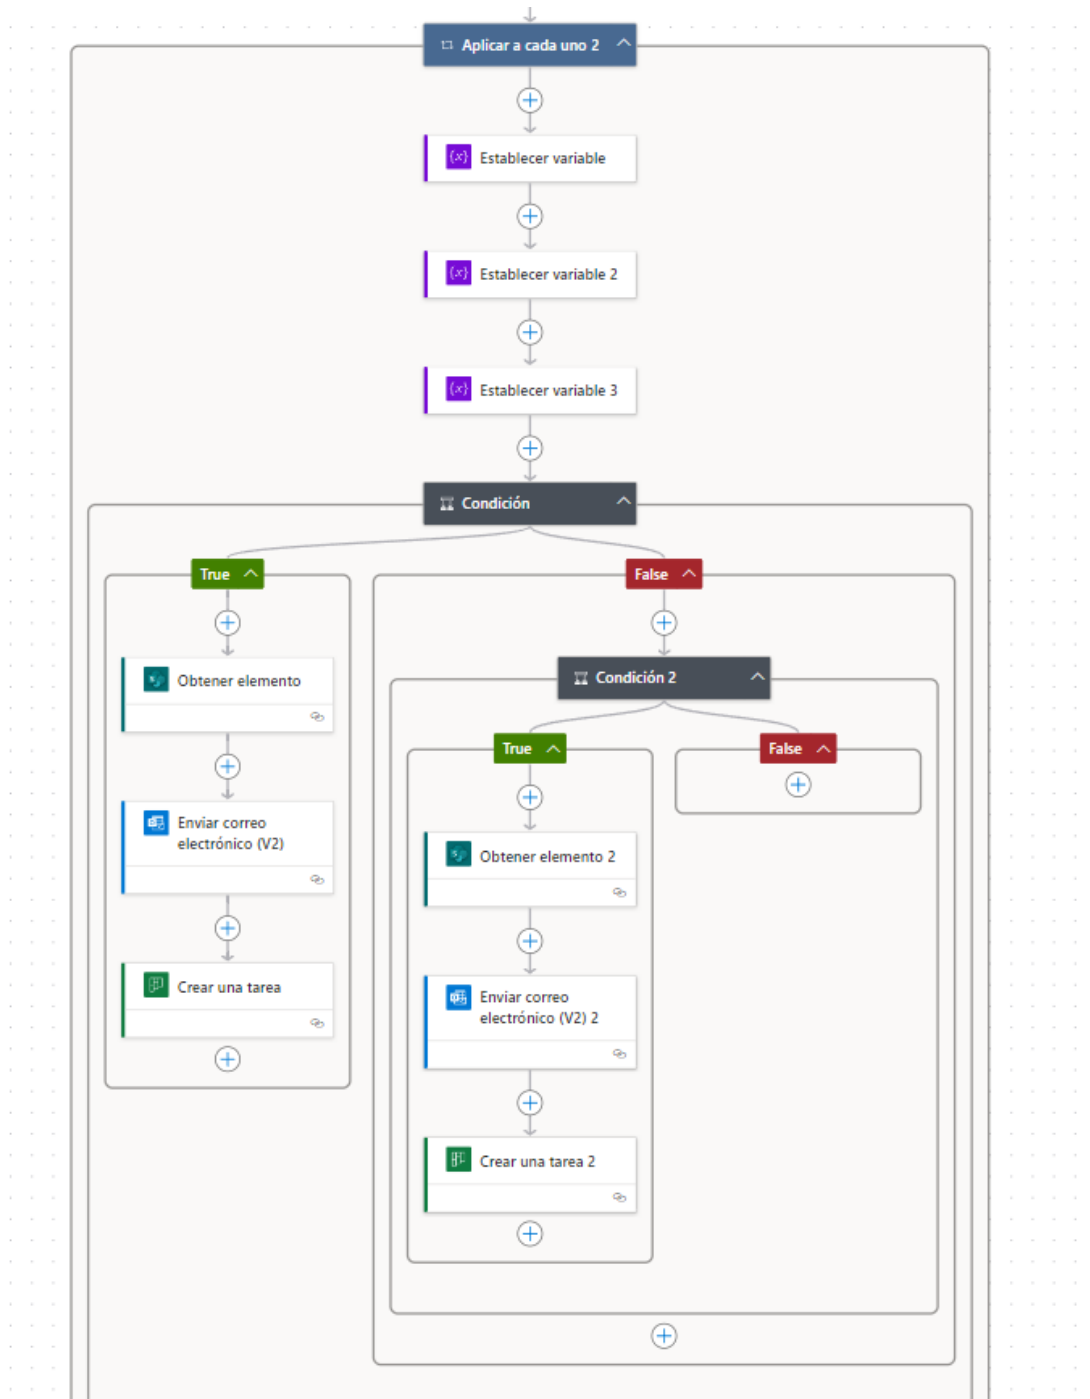 Aplicar a cada uno 2
{x} Establecer variable
{x} Establecer variable 2
{x} Establecer variable 3
Condición
True
False
Obtener elemento
Enviar correo
electrónico (V2)
Crear una tarea
Condición 2
True
False
Obtener elemento 2
Enviar correo
electrónico (V2) 2
Crear una tarea 2